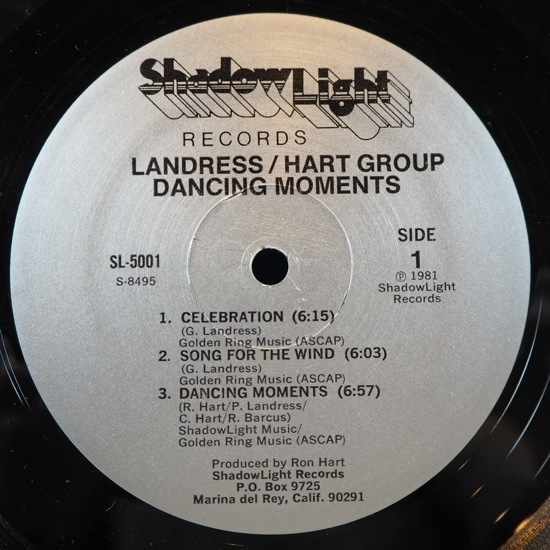 ShadowLight
RECORDS
LANDRESS/HART GROUP
DANCING MOMENTS
SL-5001
S-8495
SIDE
1
℗ 1981
ShadowLight
Records
1. CELEBRATION (6:15)
(G. Landress)
Golden Ring Music (ASCAP)
2. SONG FOR THE WIND (6:03)
(G. Landress)
Golden Ring Music (ASCAP)
3. DANCING MOMENTS (6:57)
(R. Hart/P. Landress/
C. Hart/R. Barcus)
ShadowLight Music/
Golden Ring Music (ASCAP)
Produced by Ron Hart
ShadowLight Records
P.O. Box 9725
Marina del Rey, Calif. 90291